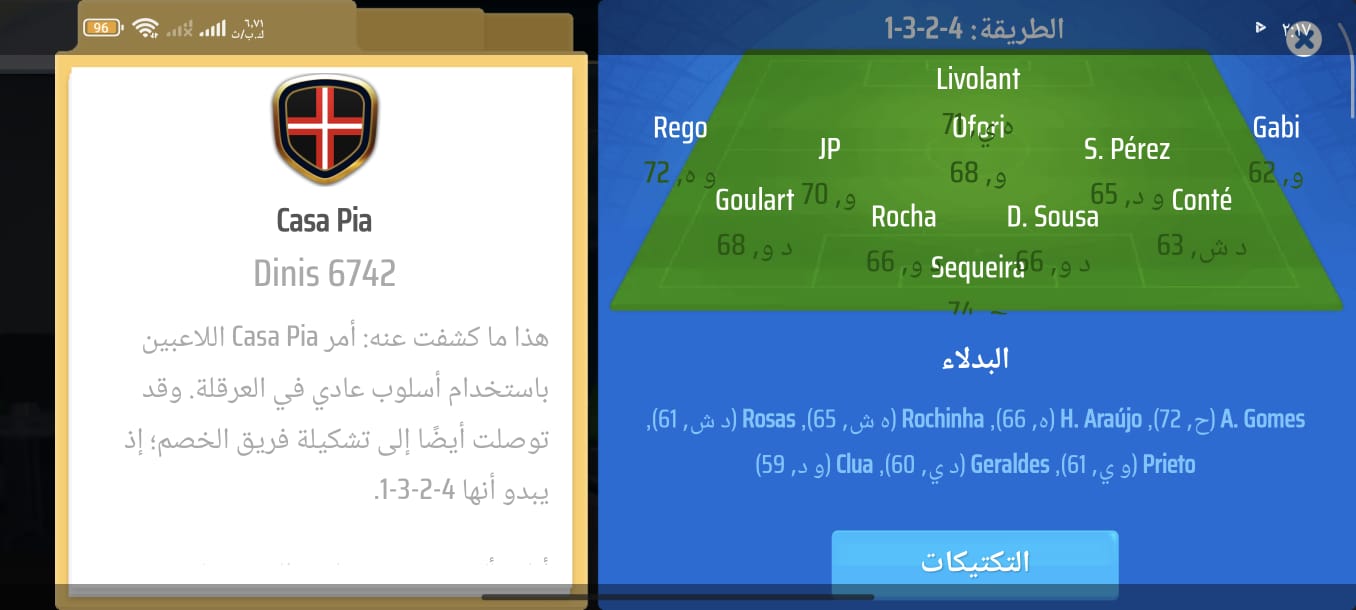 96
٦,٧١
ك.ب/ث
Casa Pia
Dinis 6742
هذا ما كشفت عنه: أمر Casa Pia اللاعبين
باستخدام أسلوب عادي في العرقلة. وقد
توصلت أيضًا إلى تشكيلة فريق الخصم؛ إذ
يبدو أنها 4-2-3-1.
الطريقة: 4-2-3-1
٢:١٧
Livolant
ه ي, 71
Rego
و ه, 72
JP
و, 70
Ofori
و, 68
S. Pérez
و د, 65
Gabi
و, 62
Goulart
د و, 68
Rocha
د و, 66
D. Sousa
د و, 66
Conté
د ش, 63
Sequeira
البدلاء
A. Gomes (ح, 72), H. Araújo (ه, 66), Rochinha (ه ش, 65), Rosas (د ش, 61),
Prieto (و ي, 61), Geraldes (د ي, 60), Clua (و د, 59)
التكتيكات